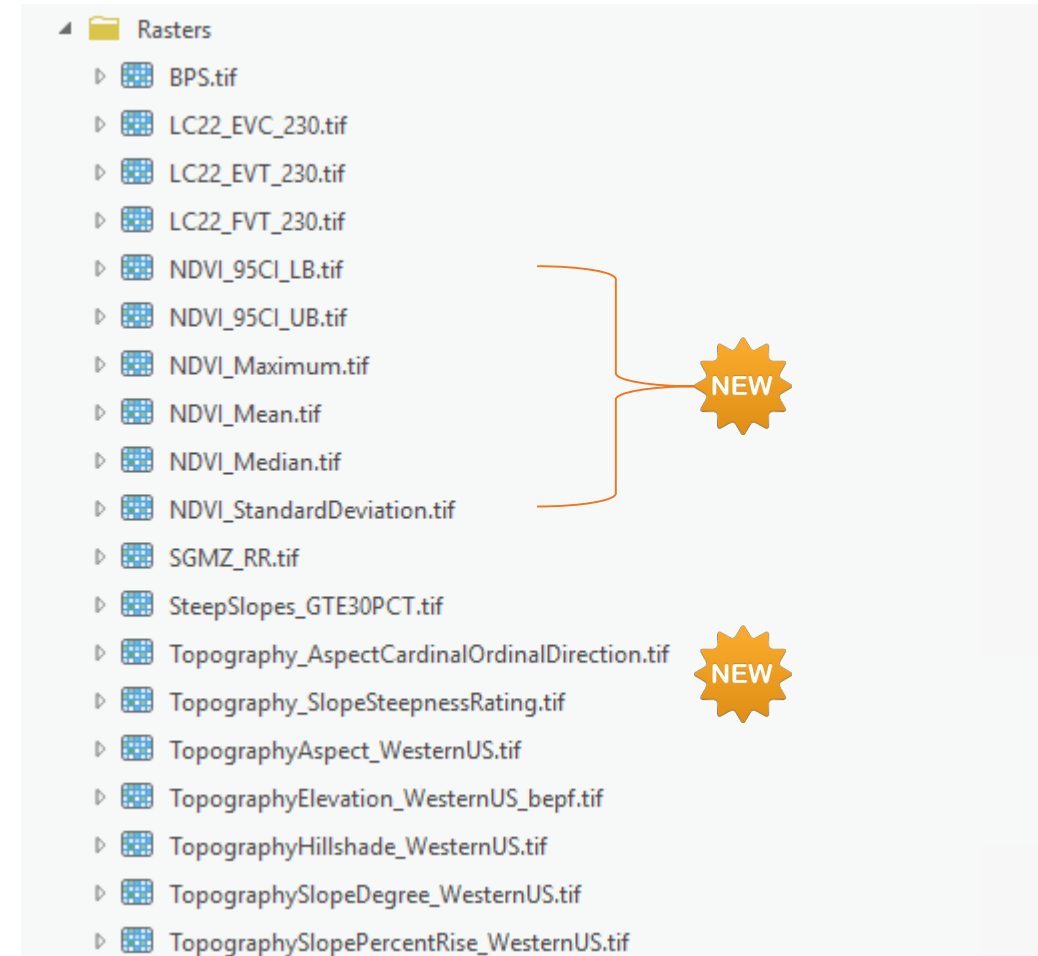 Rasters
BPS.tif
LC22_EVC_230.tif
LC22_EVT_230.tif
LC22_FVT_230.tif
NDVI_95CI_LB.tif
NDVI_95CI_UB.tif
NDVI_Maximum.tif
NEW
NDVI_Mean.tif
NDVI_Median.tif
NDVI_StandardDeviation.tif
SGMZ_RR.tif
SteepSlopes_GTE30PCT.tif
Topography_AspectCardinalOrdinalDirection.tif
NEW
Topography_SlopeSteepnessRating.tif
TopographyAspect_WesternUS.tif
TopographyElevation_WesternUS_bepf.tif
TopographyHillshade_WesternUS.tif
TopographySlopeDegree_WesternUS.tif
TopographySlopePercentRise_WesternUS.tif